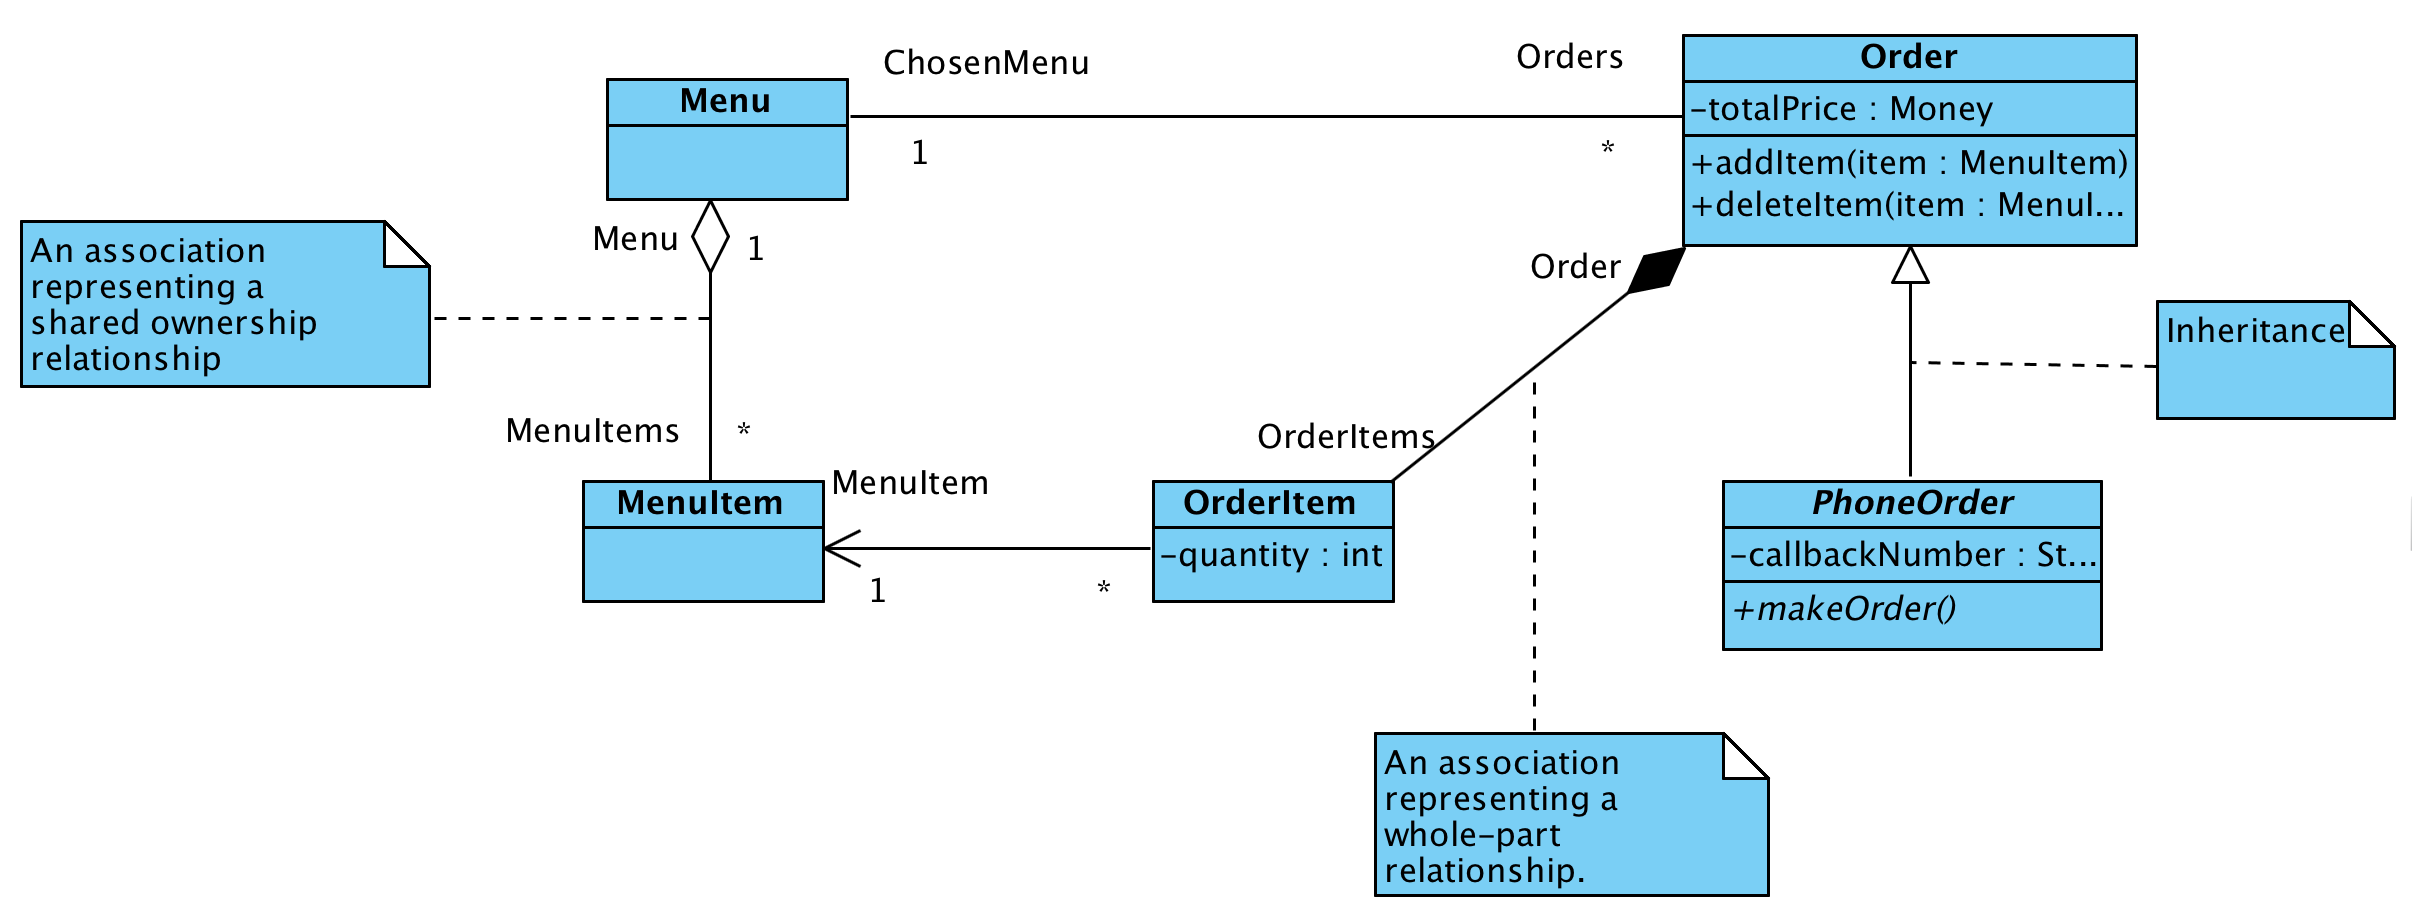 ChosenMenu
Orders
Order
-totalPrice : Money
+addItem(item : MenuItem)
+deleteItem(item : MenuI...
Menu
1
*
An association
representing a
shared ownership
relationship
Menu
1
Order
Inheritance
MenuItems
*
OrderItems
MenuItem
MenuItem
1
*
OrderItem
-quantity : int
PhoneOrder
-callbackNumber : St...
+makeOrder()
An association
representing a
whole-part
relationship.